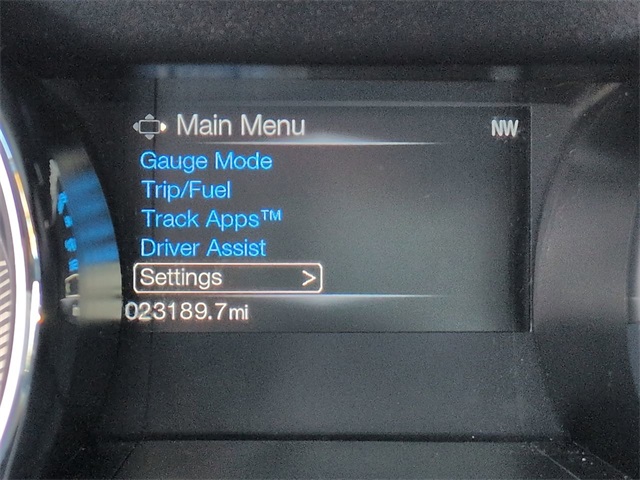 Main Menu NW
Gauge Mode
Trip/Fuel
Track Apps™
Driver Assist
Settings >
023189.7mi